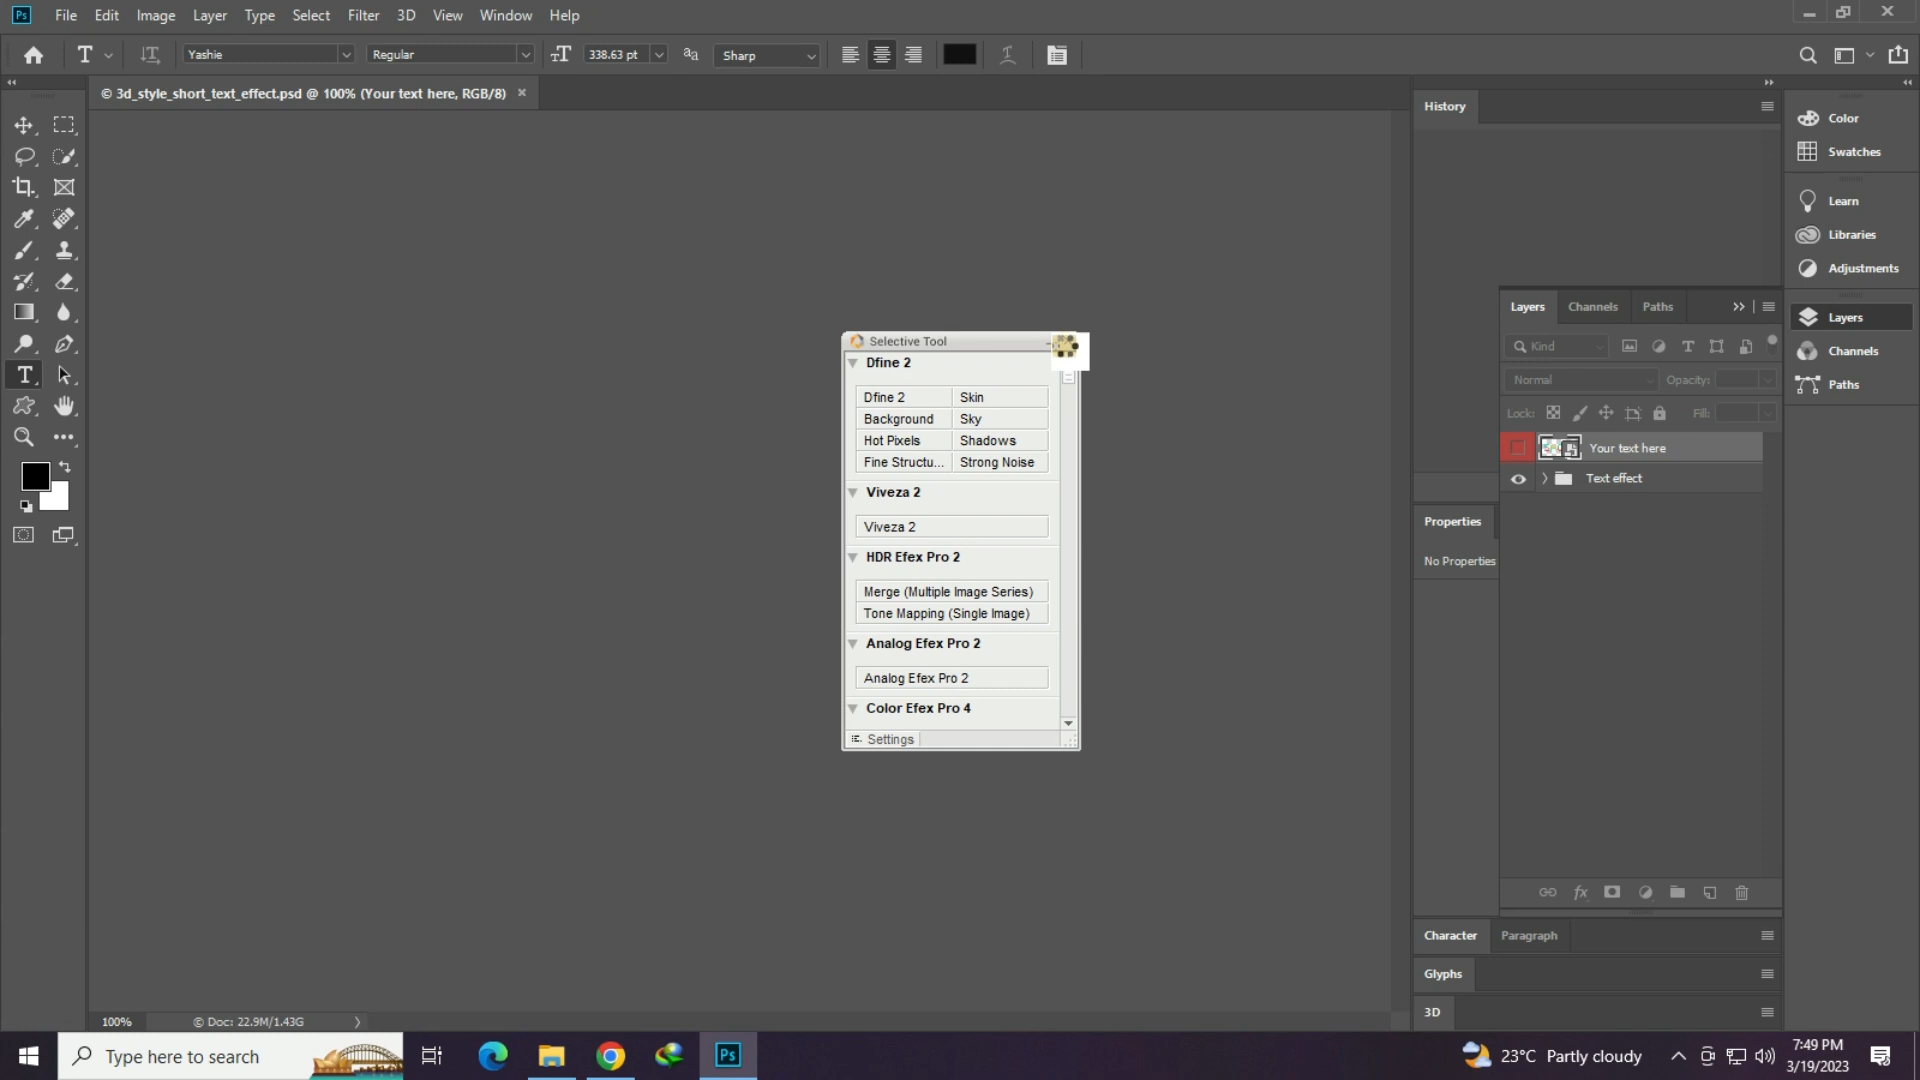 Ps File Edit Image Layer Type Select Filter 3D View Window Help
T Yashie Regular 338.63 pt aa Sharp
© 3d_style_short_text_effect.psd @ 100% (Your text here, RGB/8) ×
History
Color
Swatches
Learn
Libraries
Adjustments
Layers
Channels
Paths
Layers Channels Paths
Kind
Normal Opacity:
Lock: Fill:
Your text here
Text effect
Properties
No Properties
Selective Tool
Dfine 2
Dfine 2 Skin
Background Sky
Hot Pixels Shadows
Fine Structu... Strong Noise
Viveza 2
Viveza 2
HDR Efex Pro 2
Merge (Multiple Image Series)
Tone Mapping (Single Image)
Analog Efex Pro 2
Analog Efex Pro 2
Color Efex Pro 4
Settings
fx
Character Paragraph
Glyphs
3D
100% © Doc: 22.9M/1.43G
Type here to search
Ps
23°C Partly cloudy
7:49 PM
3/19/2023